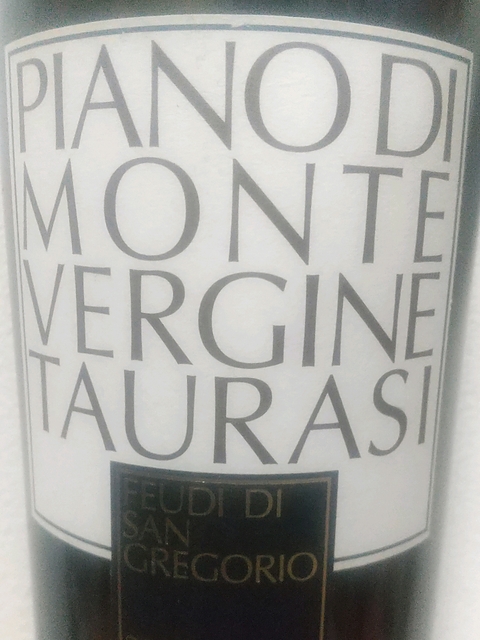 PIANO DI
MONTE
VERGINE
TAURASI
FEUDI DI
SAN
GREGORIO